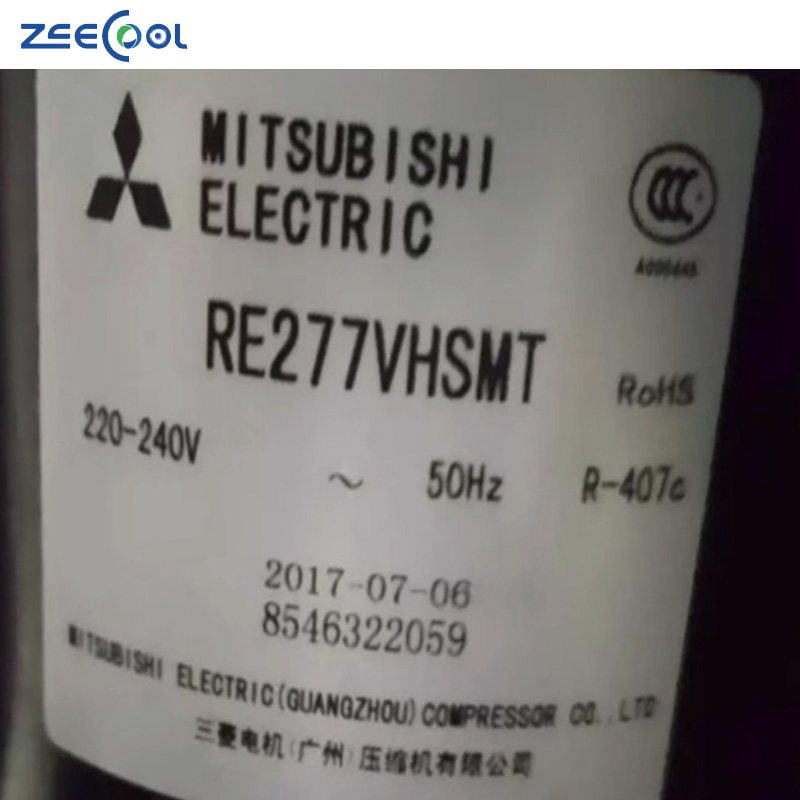 ZEECOOL
MITSUBISHI
ELECTRIC
CCC
RE277VHSMT
RoHS
220-240V ~ 50Hz R-407c
2017-07-06
8546322059
MITSUBISHI ELECTRIC(GUANGZHOU)COMPRESSOR CO.,LTD
三菱电机(广州)压缩机有限公司